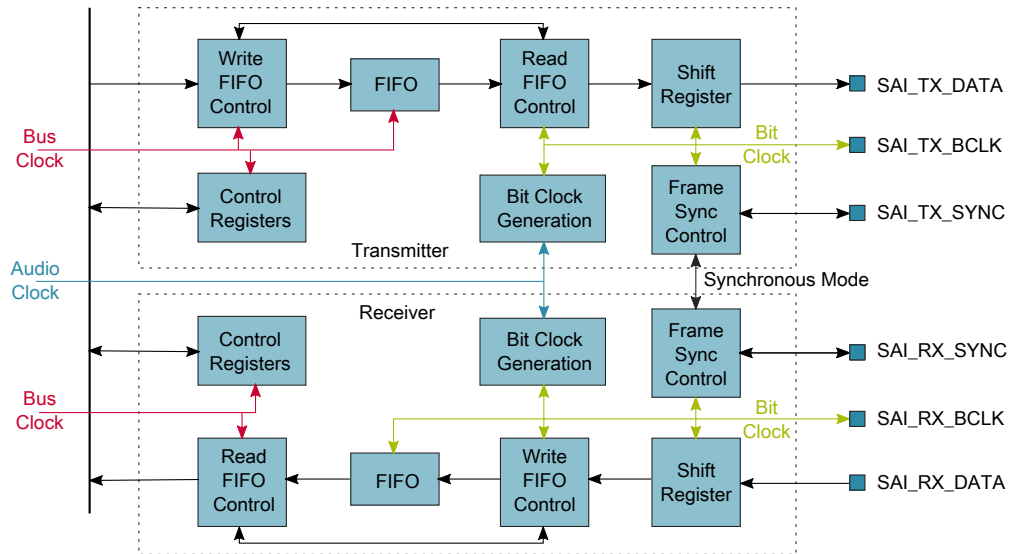 Write
FIFO
Control
FIFO
Read
FIFO
Control
Shift
Register
SAI_TX_DATA
Bus
Clock
Bit
Clock
SAI_TX_BCLK
Control
Registers
Bit Clock
Generation
Frame
Sync
Control
SAI_TX_SYNC
Transmitter
Audio
Clock
Synchronous Mode
Receiver
Control
Registers
Bit Clock
Generation
Frame
Sync
Control
SAI_RX_SYNC
Bus
Clock
Bit
Clock
SAI_RX_BCLK
Read
FIFO
Control
FIFO
Write
FIFO
Control
Shift
Register
SAI_RX_DATA